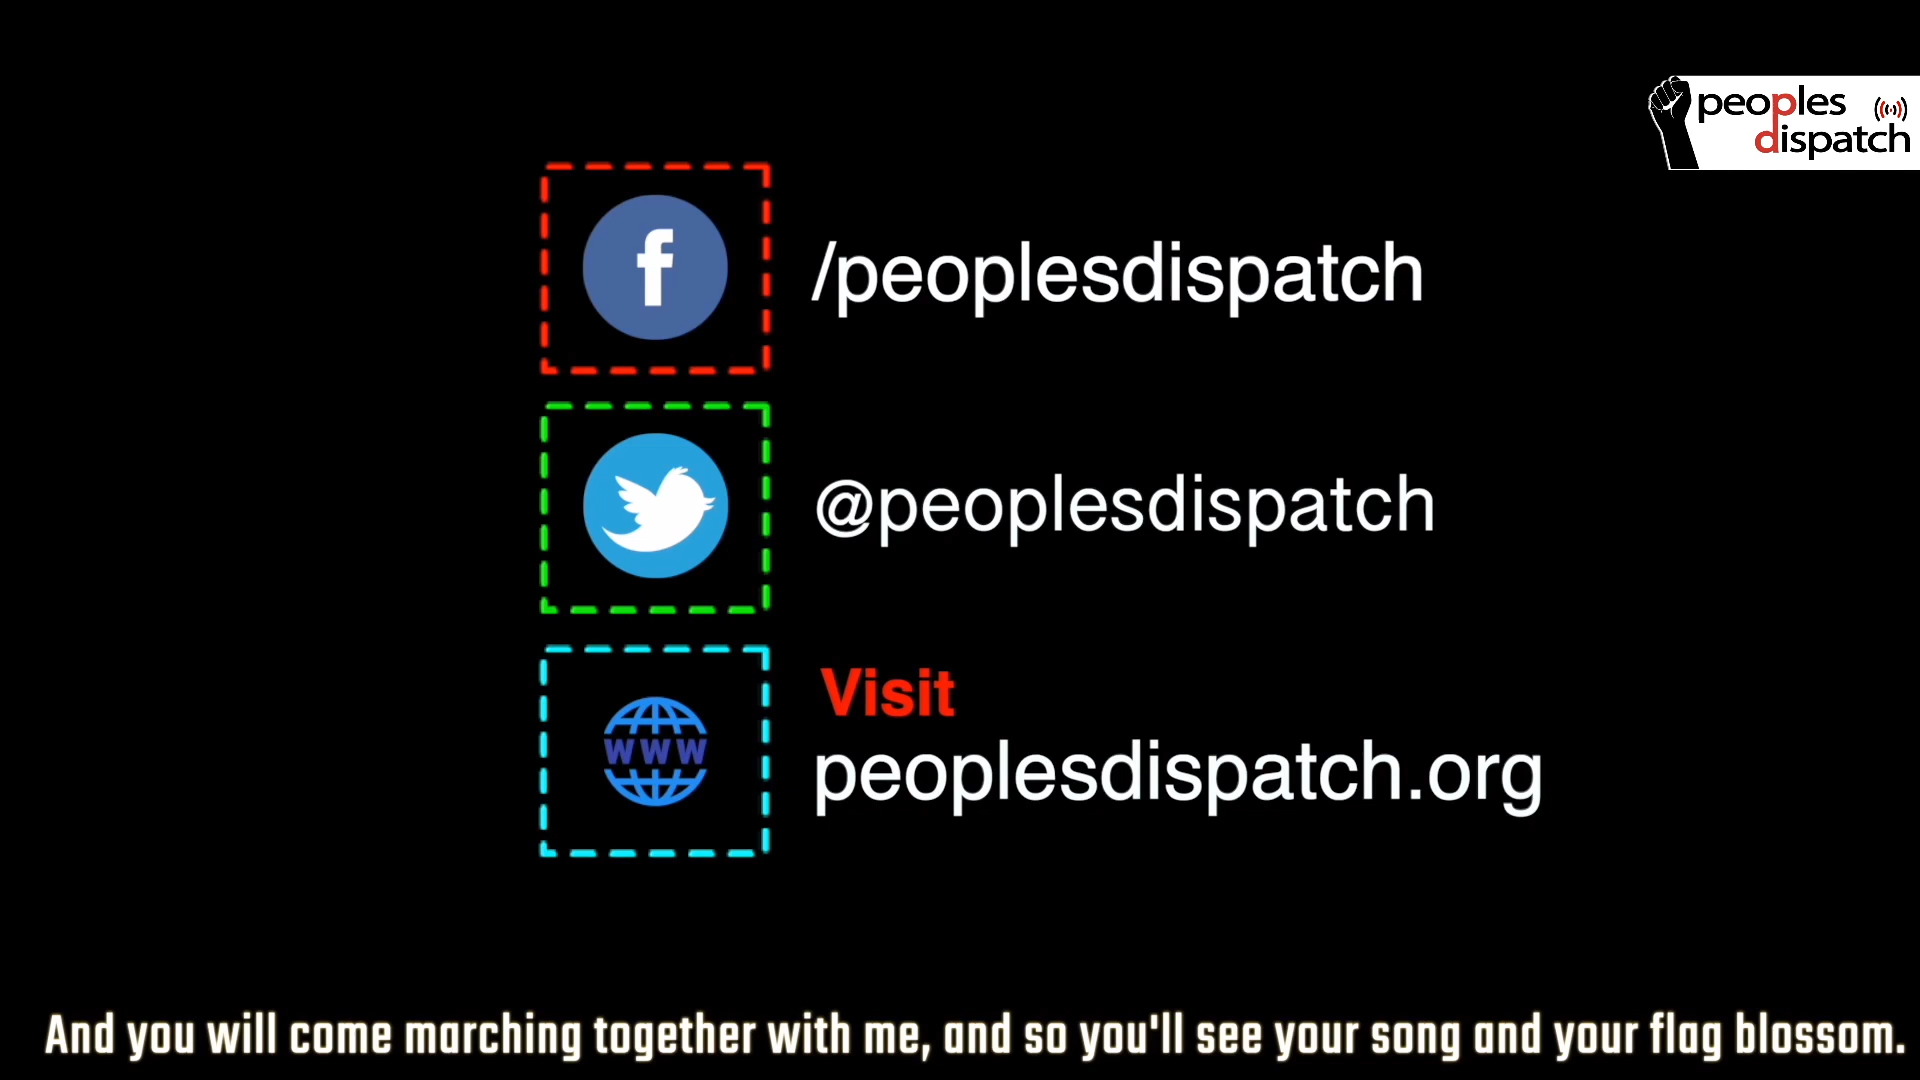 peoples
dispatch
f
/peoplesdispatch
@peoplesdispatch
Visit
WWW
peoplesdispatch.org
And you will come marching together with me, and so you'll see your song and your flag blossom.